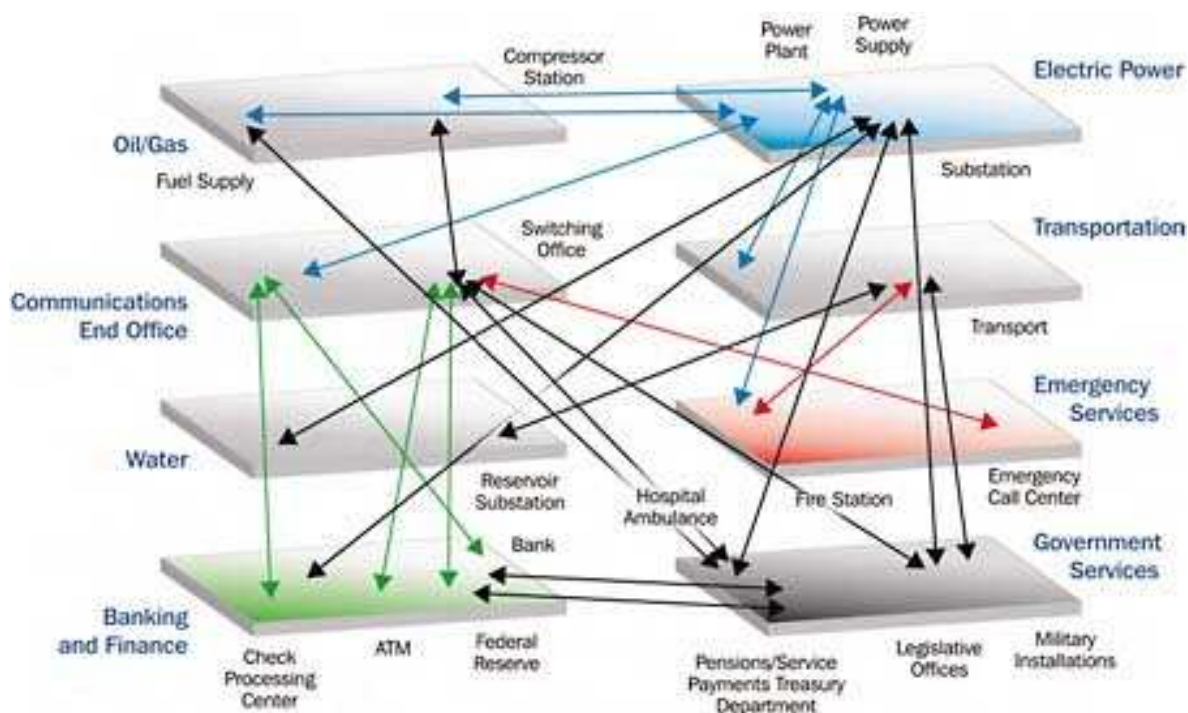 Power
Plant
Power
Supply
Compressor
Station
Electric Power
Oil/Gas
Fuel Supply
Substation
Switching
Office
Transportation
Communications
End Office
Transport
Emergency
Services
Water
Reservoir
Substation
Hospital
Ambulance
Fire Station
Emergency
Call Center
Bank
Government
Services
Banking
and Finance
Check
Processing
Center
ATM
Federal
Reserve
Pensions/Service
Payments Treasury
Department
Legislative
Offices
Military
Installations